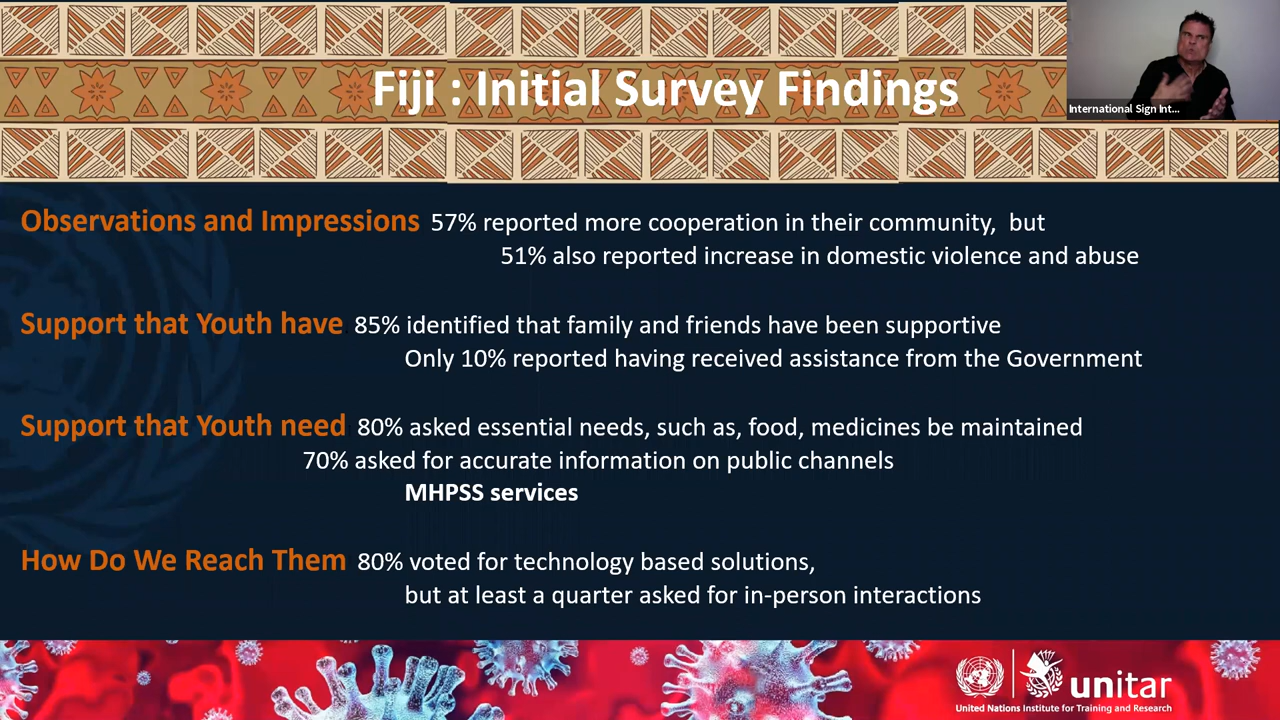 Fiji : Initial Survey Findings
International Sign Int...
Observations and Impressions 57% reported more cooperation in their community, but
51% also reported increase in domestic violence and abuse
Support that Youth have 85% identified that family and friends have been supportive
Only 10% reported having received assistance from the Government
Support that Youth need 80% asked essential needs, such as, food, medicines be maintained
70% asked for accurate information on public channels
MHPSS services
How Do We Reach Them 80% voted for technology based solutions,
but at least a quarter asked for in-person interactions
unitar
United Nations Institute for Training and Research